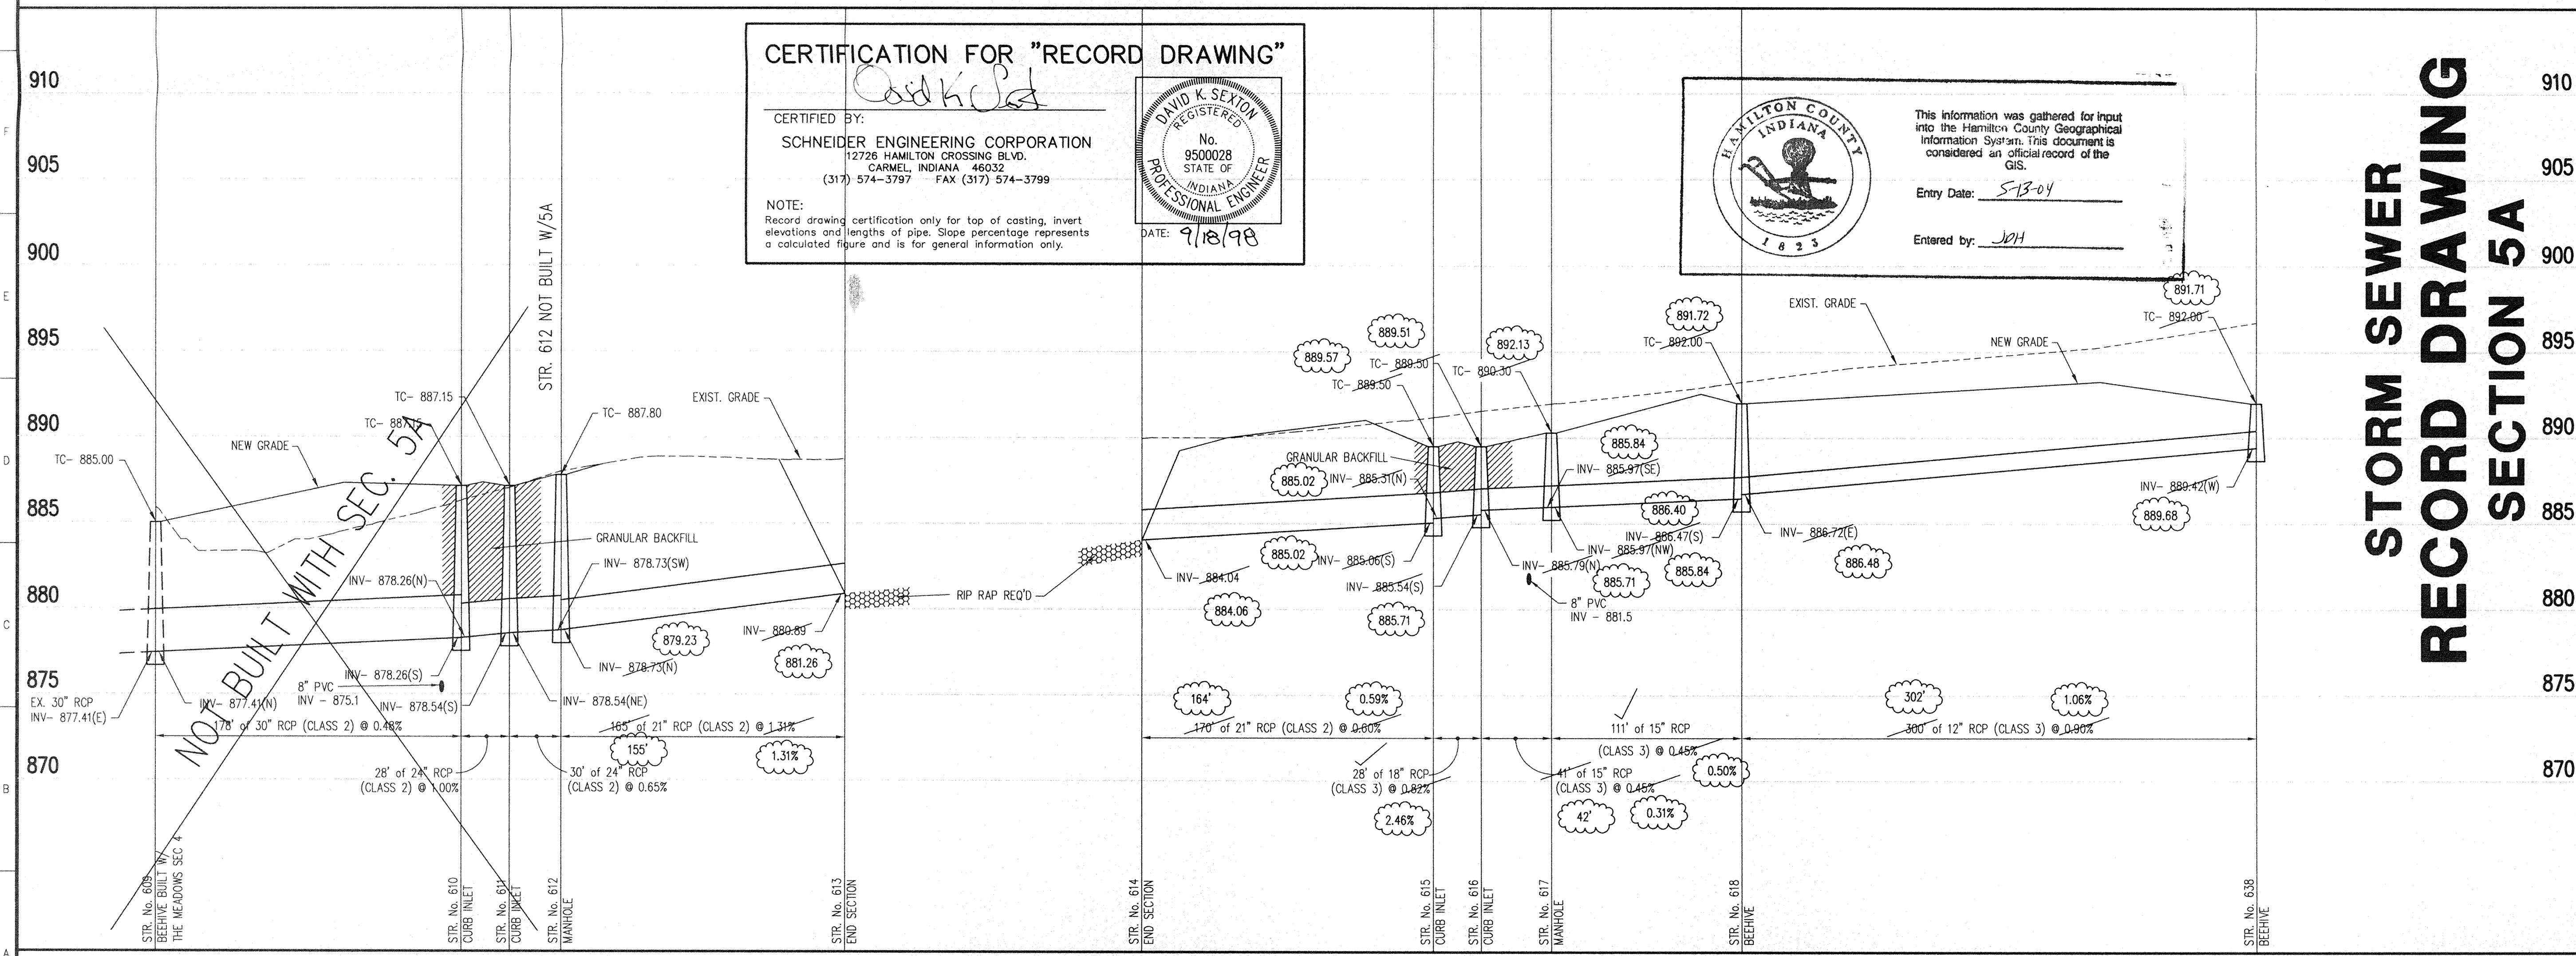 CERTIFICATION FOR "RECORD DRAWING"
CERTIFIED BY:
SCHNEIDER ENGINEERING CORPORATION
12726 HAMILTON CROSSING BLVD.
CARMEL, INDIANA 46032
(317) 574-3797 FAX (317) 574-3799
NOTE:
Record drawing certification only for top of casting, invert
elevations and lengths of pipe. Slope percentage represents
a calculated figure and is for general information only.
DAVID K. SEXTON
REGISTERED
No.
9500028
STATE OF
INDIANA
PROFESSIONAL ENGINEER
DATE: 9/18/98
HAMILTON COUNTY
INDIANA
1823
This information was gathered for input
into the Hamilton County Geographical
Information System. This document is
considered an official record of the
GIS.
Entry Date: 5-13-04
Entered by: JDH
STORM SEWER
RECORD DRAWING
SECTION 5A
910
905
900
895
890
885
880
875
870
910
905
900
895
890
885
880
875
870
F
E
D
C
B
A
NOT BUILT WITH SEC. 5A
STR. 612 NOT BUILT W/5A
TC- 885.00
NEW GRADE
TC- 887.15
TC- 887.15
TC- 887.80
EXIST. GRADE
GRANULAR BACKFILL
INV- 878.73(SW)
INV- 878.26(N)
INV- 878.26(S)
8" PVC
INV - 875.1
INV- 878.54(S)
INV- 878.54(NE)
INV- 878.73(N)
879.23
INV- 880.89
881.26
EX. 30" RCP
INV- 877.41(E)
INV- 877.41(N)
178' of 30" RCP (CLASS 2) @ 0.48%
28' of 24" RCP
(CLASS 2) @ 1.00%
30' of 24" RCP
(CLASS 2) @ 0.65%
165' of 21" RCP (CLASS 2) @ 1.31%
155'
1.31%
RIP RAP REQ'D
889.57
889.51
892.13
891.72
891.71
TC- 889.50
TC- 889.50
TC- 890.30
TC- 892.00
EXIST. GRADE
NEW GRADE
TC- 892.00
GRANULAR BACKFILL
885.02
INV- 885.31(N)
885.84
INV- 885.97(SE)
886.40
INV- 886.47(S)
INV- 885.97(NW)
INV- 886.72(E)
INV- 889.42(W)
889.68
885.02
INV- 885.06(S)
INV- 885.54(S)
INV- 885.79(N)
885.71
885.84
886.48
INV- 884.04
884.06
885.71
8" PVC
INV - 881.5
164'
0.59%
170' of 21" RCP (CLASS 2) @ 0.60%
28' of 18" RCP
(CLASS 3) @ 0.82%
2.46%
111' of 15" RCP
(CLASS 3) @ 0.45%
0.50%
41' of 15" RCP
(CLASS 3) @ 0.45%
42'
0.31%
302'
1.06%
300' of 12" RCP (CLASS 3) @ 0.90%
STR. No. 609
BEEHIVE BUILT W/
THE MEADOWS SEC 4
STR. No. 610
CURB INLET
STR. No. 611
CURB INLET
STR. No. 612
MANHOLE
STR. No. 613
END SECTION
STR. No. 614
END SECTION
STR. No. 615
CURB INLET
STR. No. 616
CURB INLET
STR. No. 617
MANHOLE
STR. No. 618
BEEHIVE
STR. No. 638
BEEHIVE